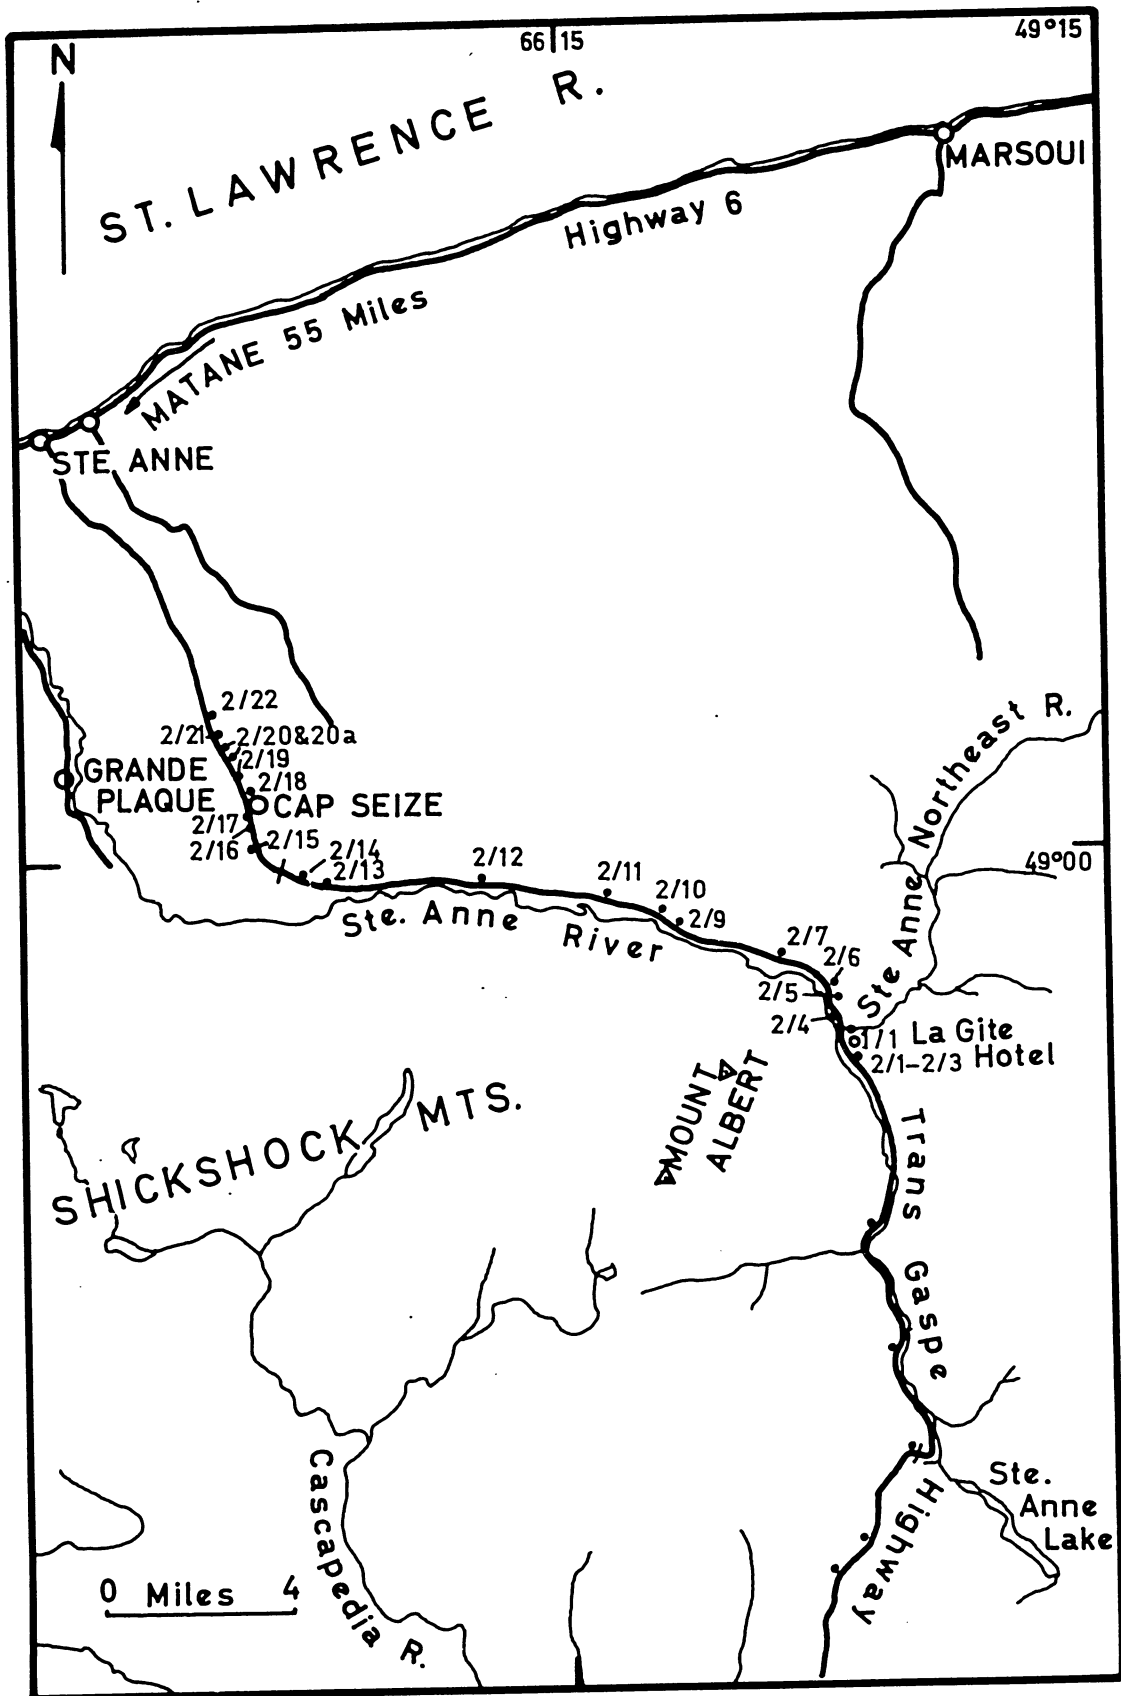 66 15
49°15
N
ST. LAWRENCE R.
MARSOUI
Highway 6
MATANE 55 Miles
STE. ANNE
2/22
2/21
2/20&20a
2/19
GRANDE
PLAQUE
2/18
CAP SEIZE
2/17
2/16
2/15
2/14
2/13
2/12
2/11
2/10
2/9
2/7
2/6
2/5
2/4
49°00
Ste Anne Northeast R.
Ste. Anne River
1/1 La Gite
2/1-2/3 Hotel
MOUNT
ALBERT
SHICKSHOCK MTS.
Trans Gaspe Highway
Ste.
Anne
Lake
Cascapedia R.
0 Miles 4